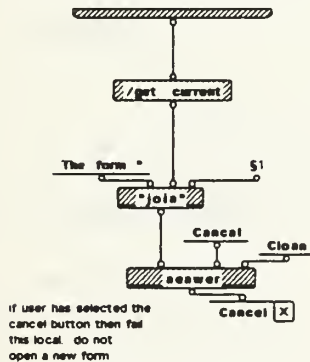 /get current
The form "
$1
"join"
Cancel
Clean
answer
Cancel X
if user has selected the
cancel button then fail
this local do not
open a new form